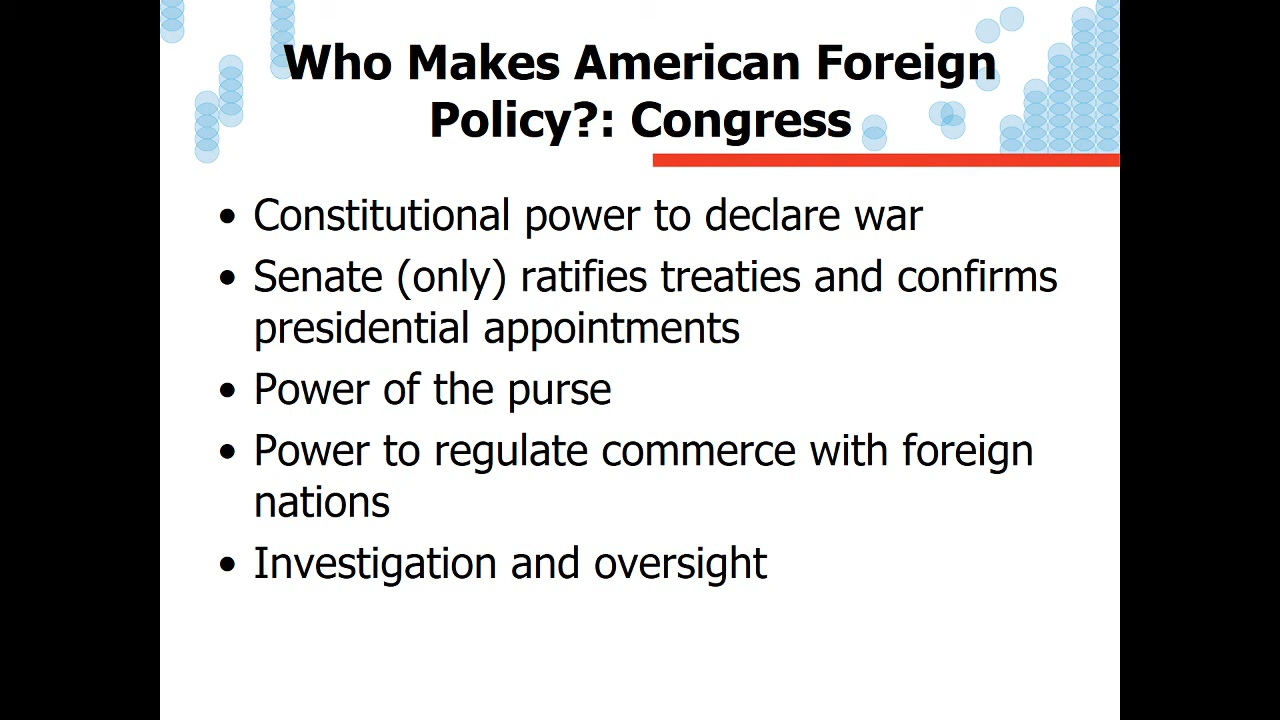 Who Makes American Foreign
Policy?: Congress
• Constitutional power to declare war
• Senate (only) ratifies treaties and confirms
presidential appointments
• Power of the purse
• Power to regulate commerce with foreign
nations
• Investigation and oversight